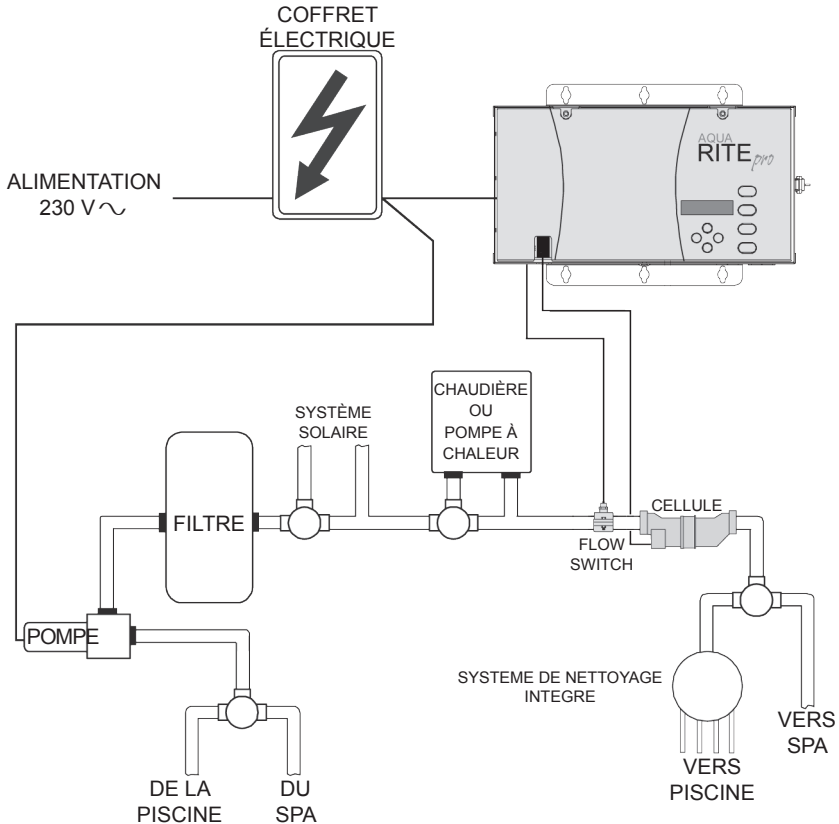 COFFRET
ÉLECTRIQUE
ALIMENTATION
230 V
AQUA
RITE pro
CHAUDIÈRE
OU
POMPE À
CHALEUR
SYSTÈME
SOLAIRE
FILTRE
CELLULE
FLOW
SWITCH
POMPE
SYSTEME DE NETTOYAGE
INTEGRE
VERS
SPA
VERS
PISCINE
DE LA
PISCINE
DU
SPA